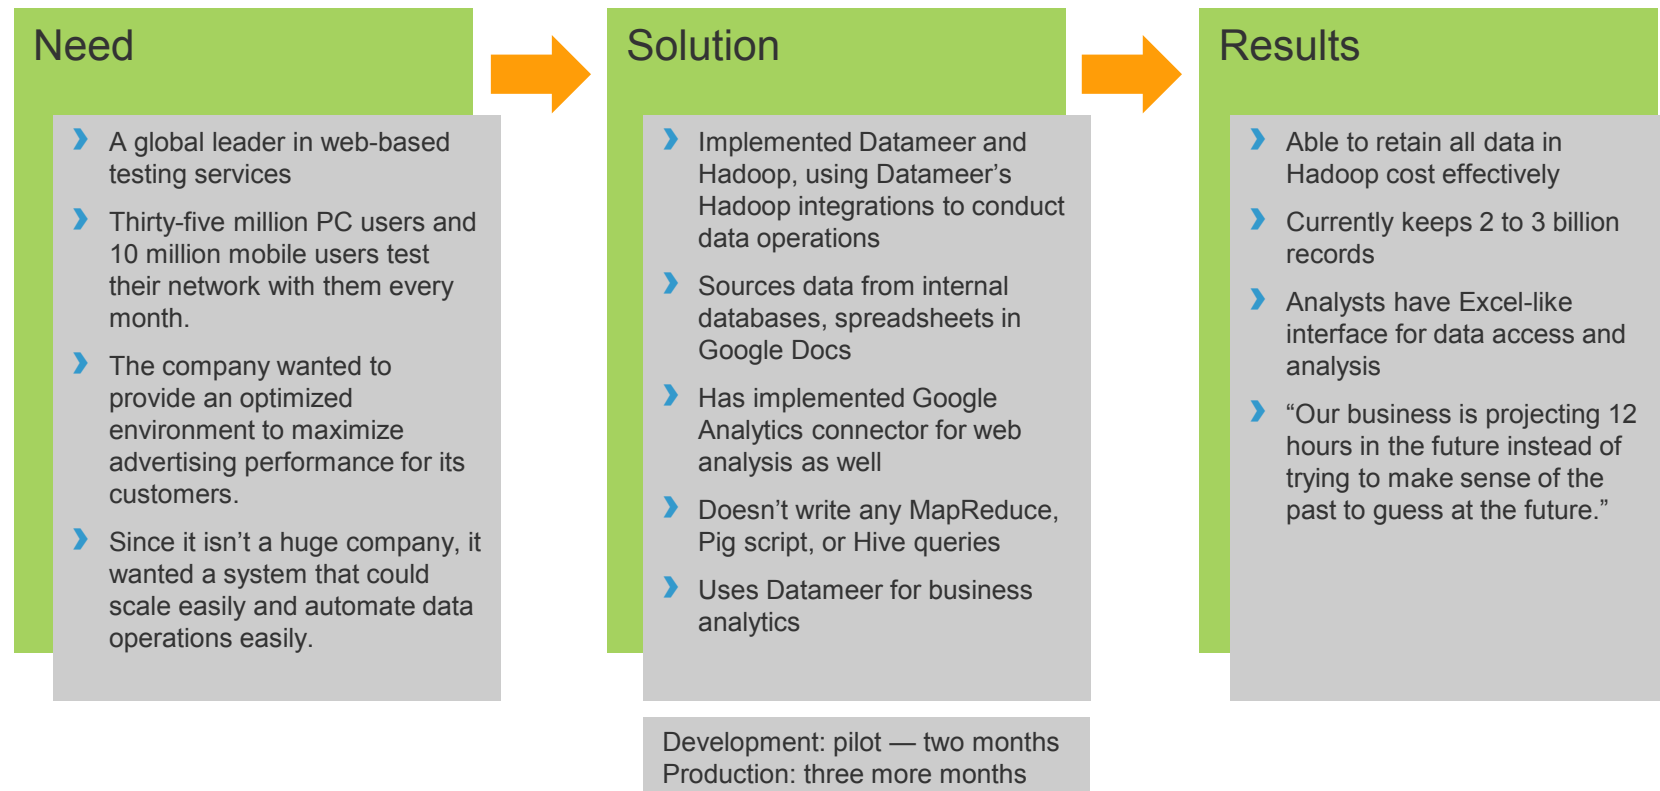 Need
A global leader in web-based
testing services
Thirty-five million PC users and
10 million mobile users test
their network with them every
month.
The company wanted to
provide an optimized
environment to maximize
advertising performance for its
customers.
Since it isn’t a huge company, it
wanted a system that could
scale easily and automate data
operations easily.
Solution
Implemented Datameer and
Hadoop, using Datameer’s
Hadoop integrations to conduct
data operations
Sources data from internal
databases, spreadsheets in
Google Docs
Has implemented Google
Analytics connector for web
analysis as well
Doesn’t write any MapReduce,
Pig script, or Hive queries
Uses Datameer for business
analytics
Development: pilot — two months
Production: three more months
Results
Able to retain all data in
Hadoop cost effectively
Currently keeps 2 to 3 billion
records
Analysts have Excel-like
interface for data access and
analysis
“Our business is projecting 12
hours in the future instead of
trying to make sense of the
past to guess at the future.”